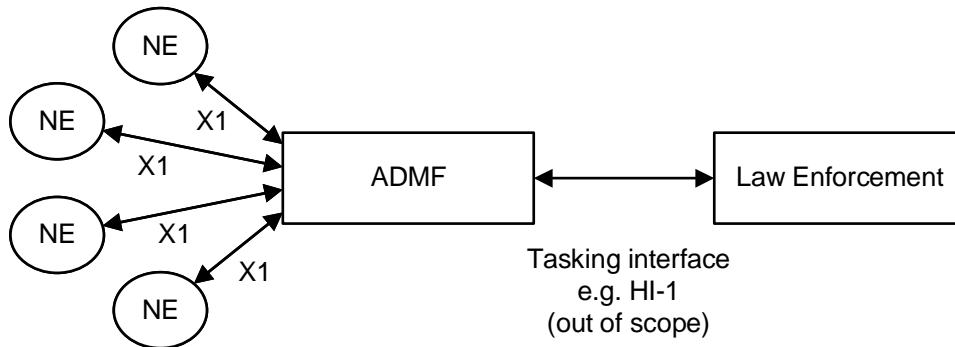 NE
X1
NE
X1
ADMF
Law Enforcement
NE
X1
X1
NE
Tasking interface
e.g. HI-1
(out of scope)